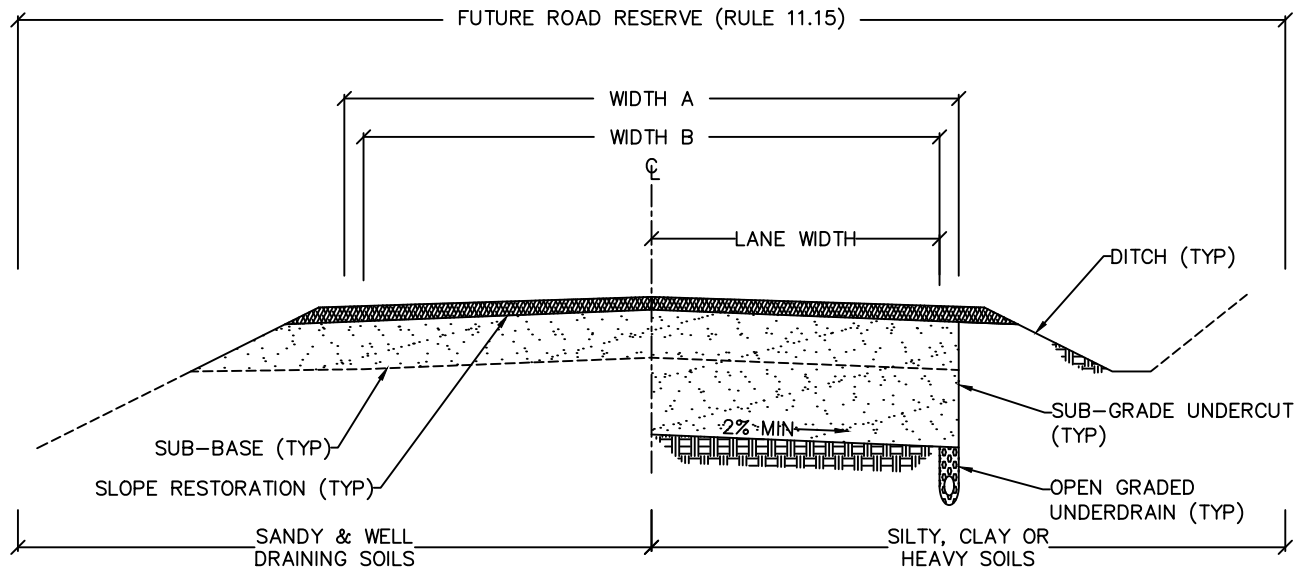 FUTURE ROAD RESERVE (RULE 11.15)
WIDTH A
WIDTH B
℄
LANE WIDTH
DITCH (TYP)
2% MIN
SUB-GRADE UNDERCUT
(TYP)
SUB-BASE (TYP)
SLOPE RESTORATION (TYP)
OPEN GRADED
UNDERDRAIN (TYP)
SANDY & WELL
DRAINING SOILS
SILTY, CLAY OR
HEAVY SOILS